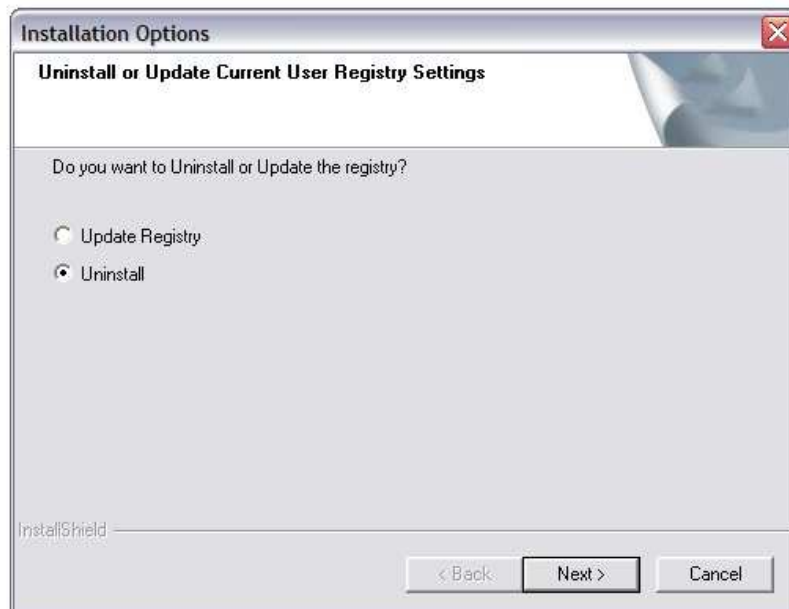 Installation Options
Uninstall or Update Current User Registry Settings
Do you want to Uninstall or Update the registry?
Update Registry
Uninstall
InstallShield
< Back
Next >
Cancel